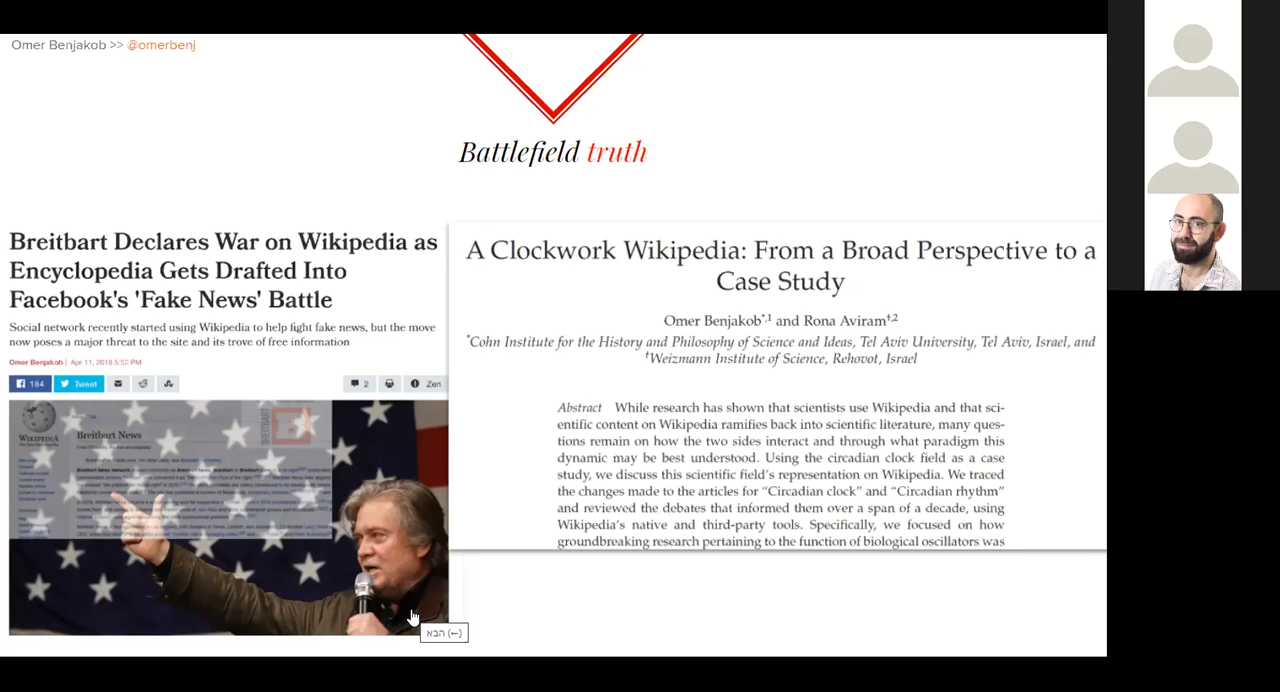 Omer Benjakob >> @omerbenj
Battlefield truth
Breitbart Declares War on Wikipedia as
Encyclopedia Gets Drafted Into
Facebook's 'Fake News' Battle
Social network recently started using Wikipedia to help fight fake news, but the move
now poses a major threat to the site and its trove of free information
Omer Benjakob | Apr 11, 2018 5:52 PM
184 Tweet 2 Zen
WIKIPEDIA
Breitbart News
BREITBART
A Clockwork Wikipedia: From a Broad Perspective to a
Case Study
Omer Benjakob*,1 and Rona Aviram†,2
*Cohn Institute for the History and Philosophy of Science and Ideas, Tel Aviv University, Tel Aviv, Israel, and
†Weizmann Institute of Science, Rehovot, Israel
Abstract While research has shown that scientists use Wikipedia and that sci-
entific content on Wikipedia ramifies back into scientific literature, many ques-
tions remain on how the two sides interact and through what paradigm this
dynamic may be best understood. Using the circadian clock field as a case
study, we discuss this scientific field's representation on Wikipedia. We traced
the changes made to the articles for "Circadian clock" and "Circadian rhythm"
and reviewed the debates that informed them over a span of a decade, using
Wikipedia's native and third-party tools. Specifically, we focused on how
groundbreaking research pertaining to the function of biological oscillators was
הבא (←)